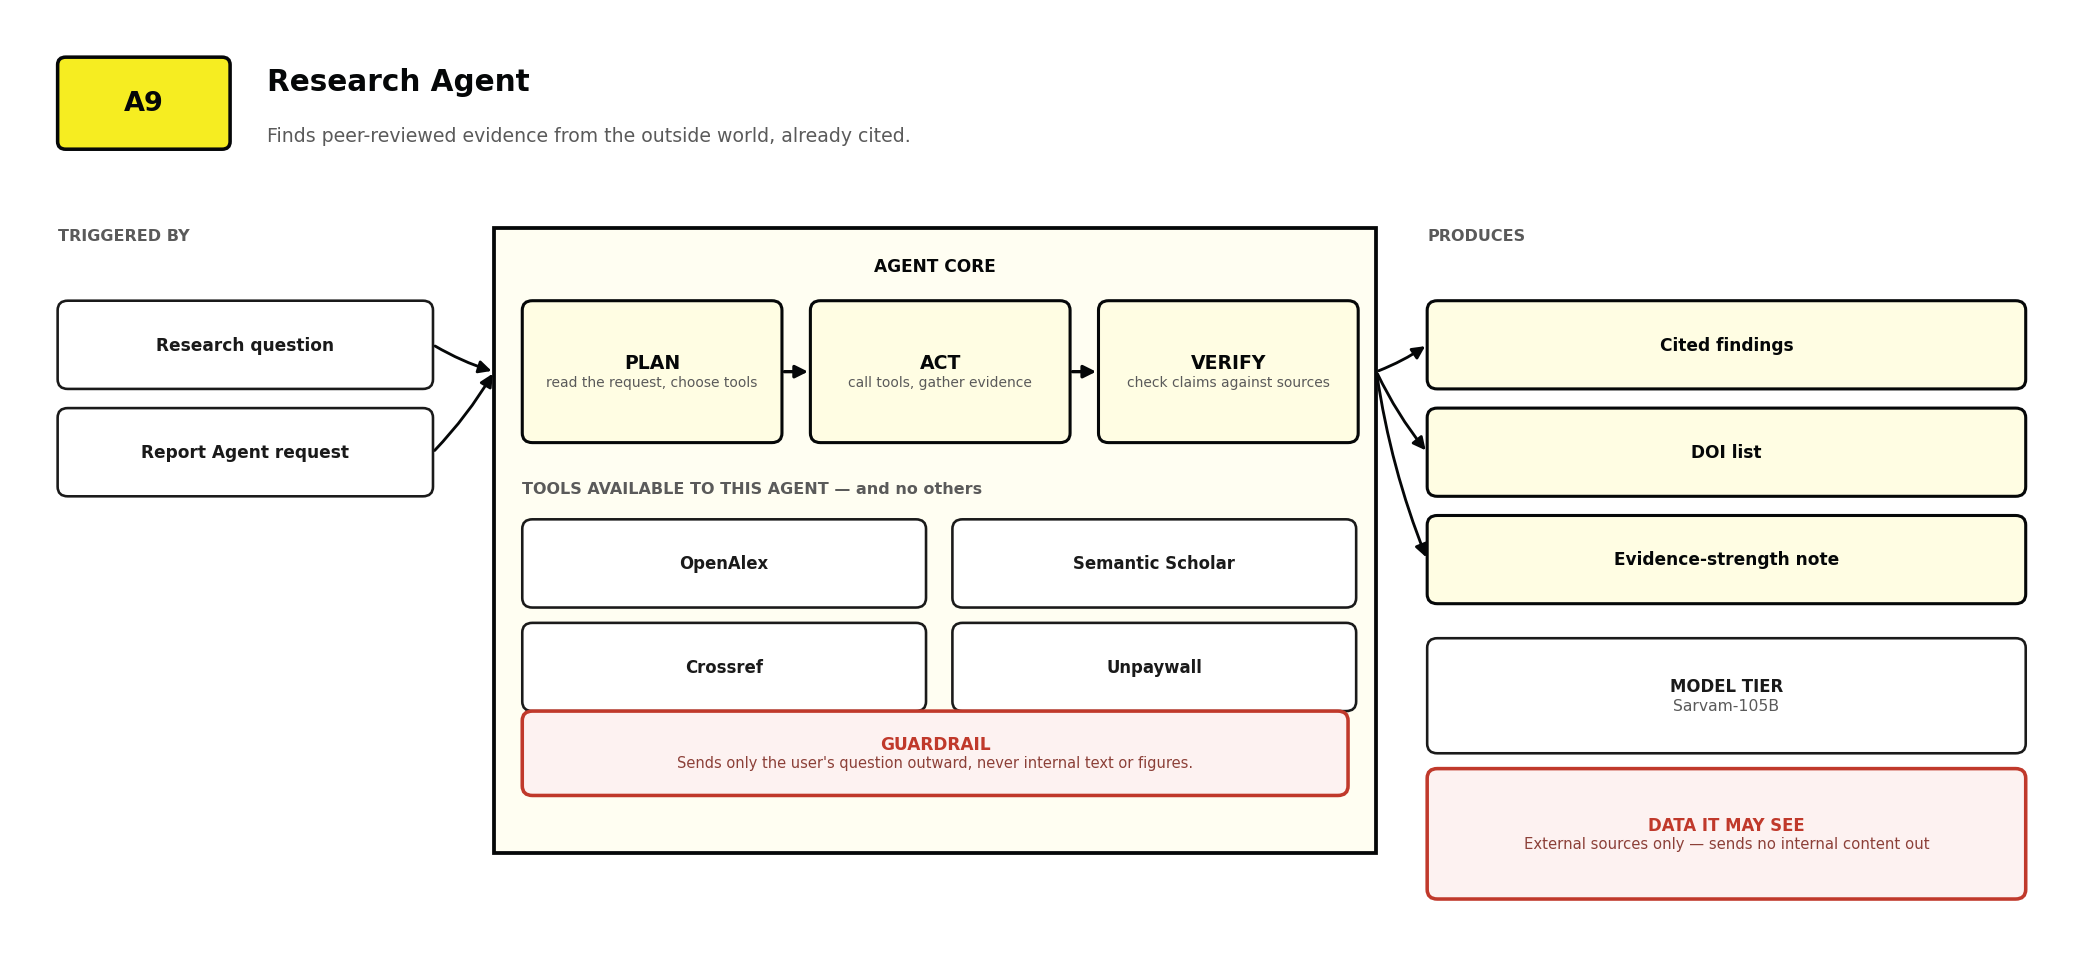 A9
Research Agent
Finds peer-reviewed evidence from the outside world, already cited.
TRIGGERED BY
Research question
Report Agent request
AGENT CORE
PLAN
read the request, choose tools
ACT
call tools, gather evidence
VERIFY
check claims against sources
TOOLS AVAILABLE TO THIS AGENT — and no others
OpenAlex
Semantic Scholar
Crossref
Unpaywall
GUARDRAIL
Sends only the user's question outward, never internal text or figures.
PRODUCES
Cited findings
DOI list
Evidence-strength note
MODEL TIER
Sarvam-105B
DATA IT MAY SEE
External sources only — sends no internal content out